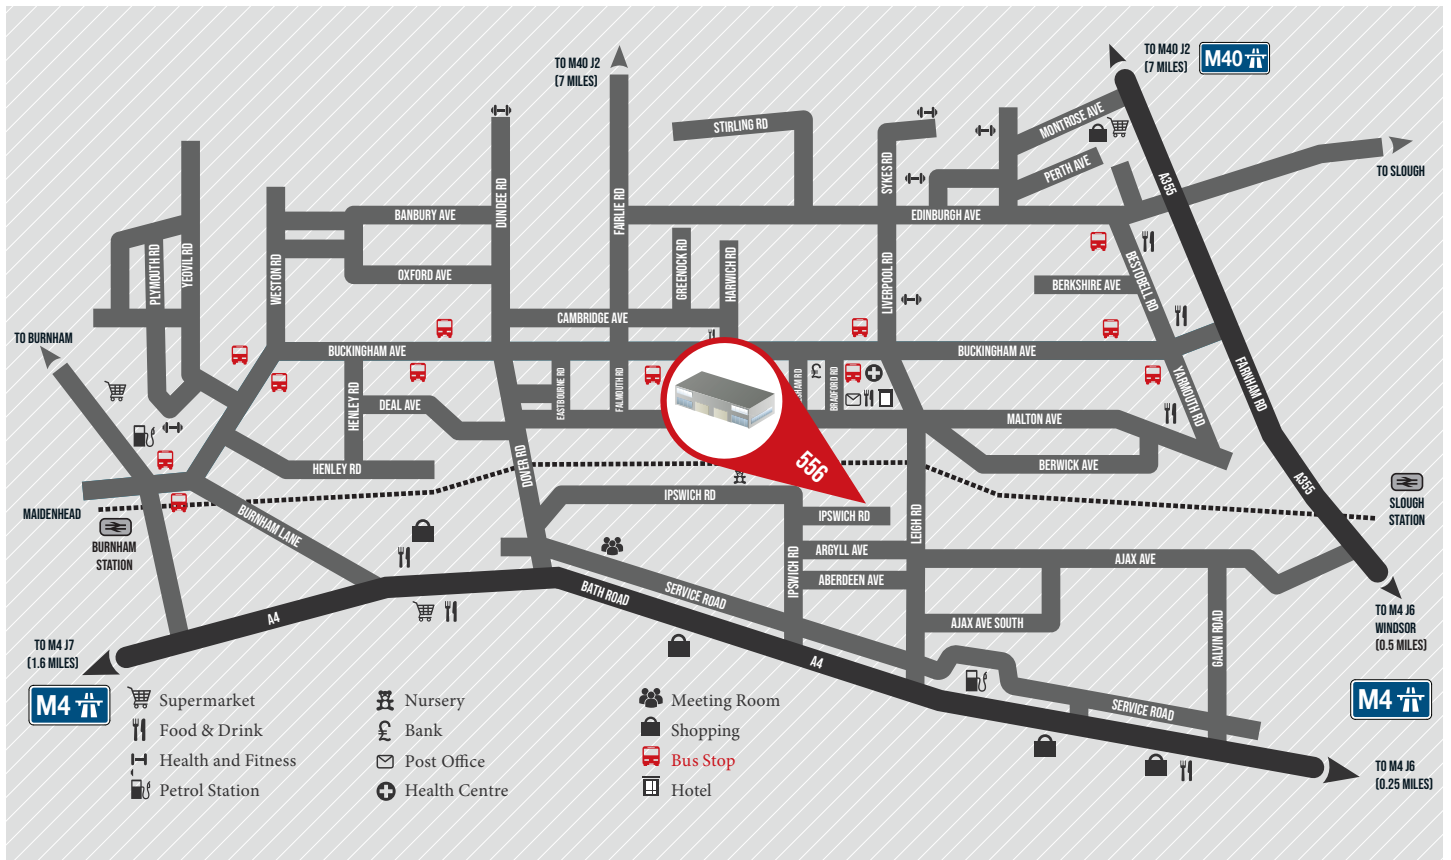 TO M40 J2
(7 MILES)
TO M40 J2
(7 MILES)
M40
MONTROSE AVE
STIRLING RD
PERTH AVE
SYKES RD
A355
TO SLOUGH
DUNDEE RD
FAIRLIE RD
BANBURY AVE
EDINBURGH AVE
PLYMOUTH RD
YEOVIL RD
WESTON RD
OXFORD AVE
GREENOCK RD
HARWICH RD
LIVERPOOL RD
BESTOBELL RD
BERKSHIRE AVE
CAMBRIDGE AVE
TO BURNHAM
BUCKINGHAM AVE
BUCKINGHAM AVE
FARNHAM RD
HENLEY RD
DEAL AVE
EASTBOURNE RD
FALMOUTH RD
BRADFORD RD
YARMOUTH RD
MALTON AVE
HENLEY RD
DOVER RD
556
BERWICK AVE
A355
MAIDENHEAD
BURNHAM
STATION
BURNHAM LANE
IPSWICH RD
IPSWICH RD
LEIGH RD
SLOUGH
STATION
ARGYLL AVE
AJAX AVE
IPSWICH RD
ABERDEEN AVE
BATH ROAD
SERVICE ROAD
A4
AJAX AVE SOUTH
GALVIN ROAD
TO M4 J6
WINDSOR
(0.5 MILES)
TO M4 J7
(1.6 MILES)
A4
M4
M4
SERVICE ROAD
TO M4 J6
(0.25 MILES)
Supermarket
Food & Drink
Health and Fitness
Petrol Station
Nursery
£ Bank
Post Office
Health Centre
Meeting Room
Shopping
Bus Stop
Hotel